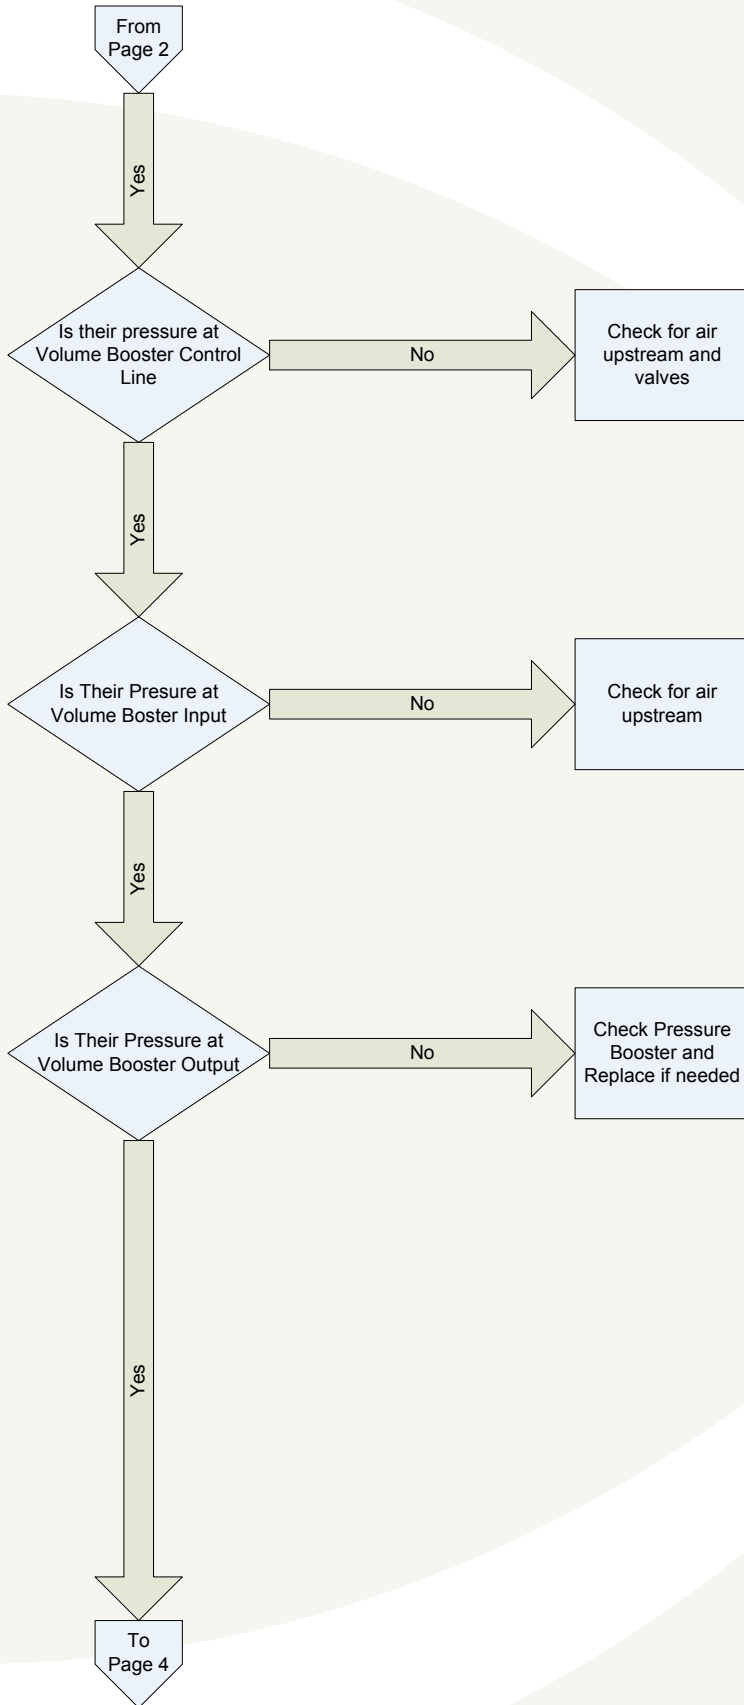 From
Page 2
Yes
Is their pressure at
Volume Booster Control
Line
No
Check for air
upstream and
valves
Yes
Is Their Presure at
Volume Boster Input
No
Check for air
upstream
Yes
Is Their Pressure at
Volume Booster Output
No
Check Pressure
Booster and
Replace if needed
Yes
To
Page 4